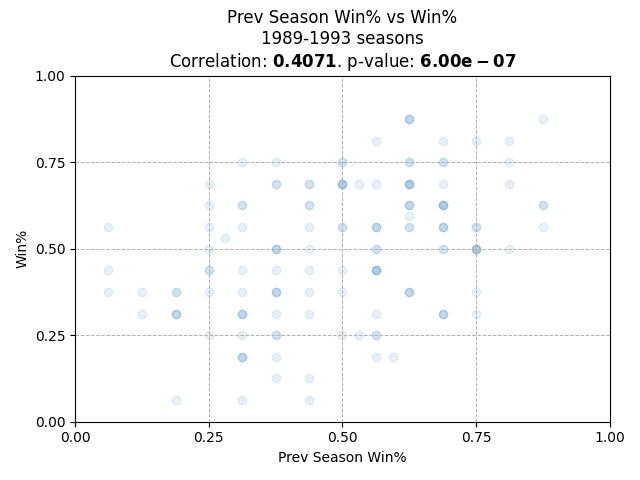 Prev Season Win% vs Win%
1989-1993 seasons
Correlation: 0.4071. p-value: 6.00e − 07
1.00
0.75
0.50
0.25
0.00
Win%
0.00 0.25 0.50 0.75 1.00
Prev Season Win%